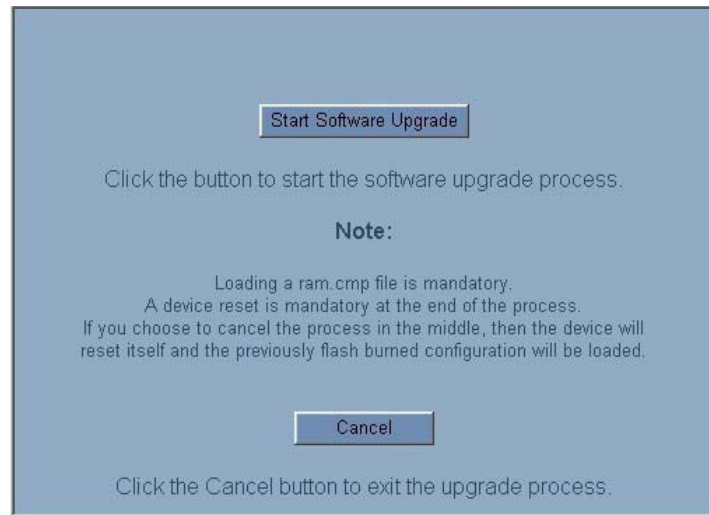 Start Software Upgrade
Click the button to start the software upgrade process.
Note:
Loading a ram.cmp file is mandatory.
A device reset is mandatory at the end of the process.
If you choose to cancel the process in the middle, then the device will
reset itself and the previously flash burned configuration will be loaded.
Cancel
Click the Cancel button to exit the upgrade process.